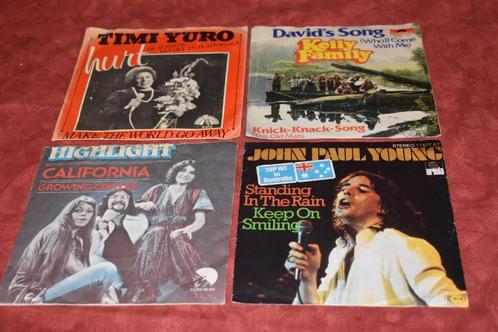 TIMI YURO
hurt
MAKE THE WORLD GO AWAY
David's Song
(Who'll Come
With Me)
Kelly
Family
Knick-Knack-Song
(This Old Man)
HIGHLIGHT
CALIFORNIA
GROWING CIRCLES
EMI
JOHN PAUL YOUNG
STEREO
ariola
TOP HIT
in
Australia
Standing
In The Rain
Keep On
Smiling